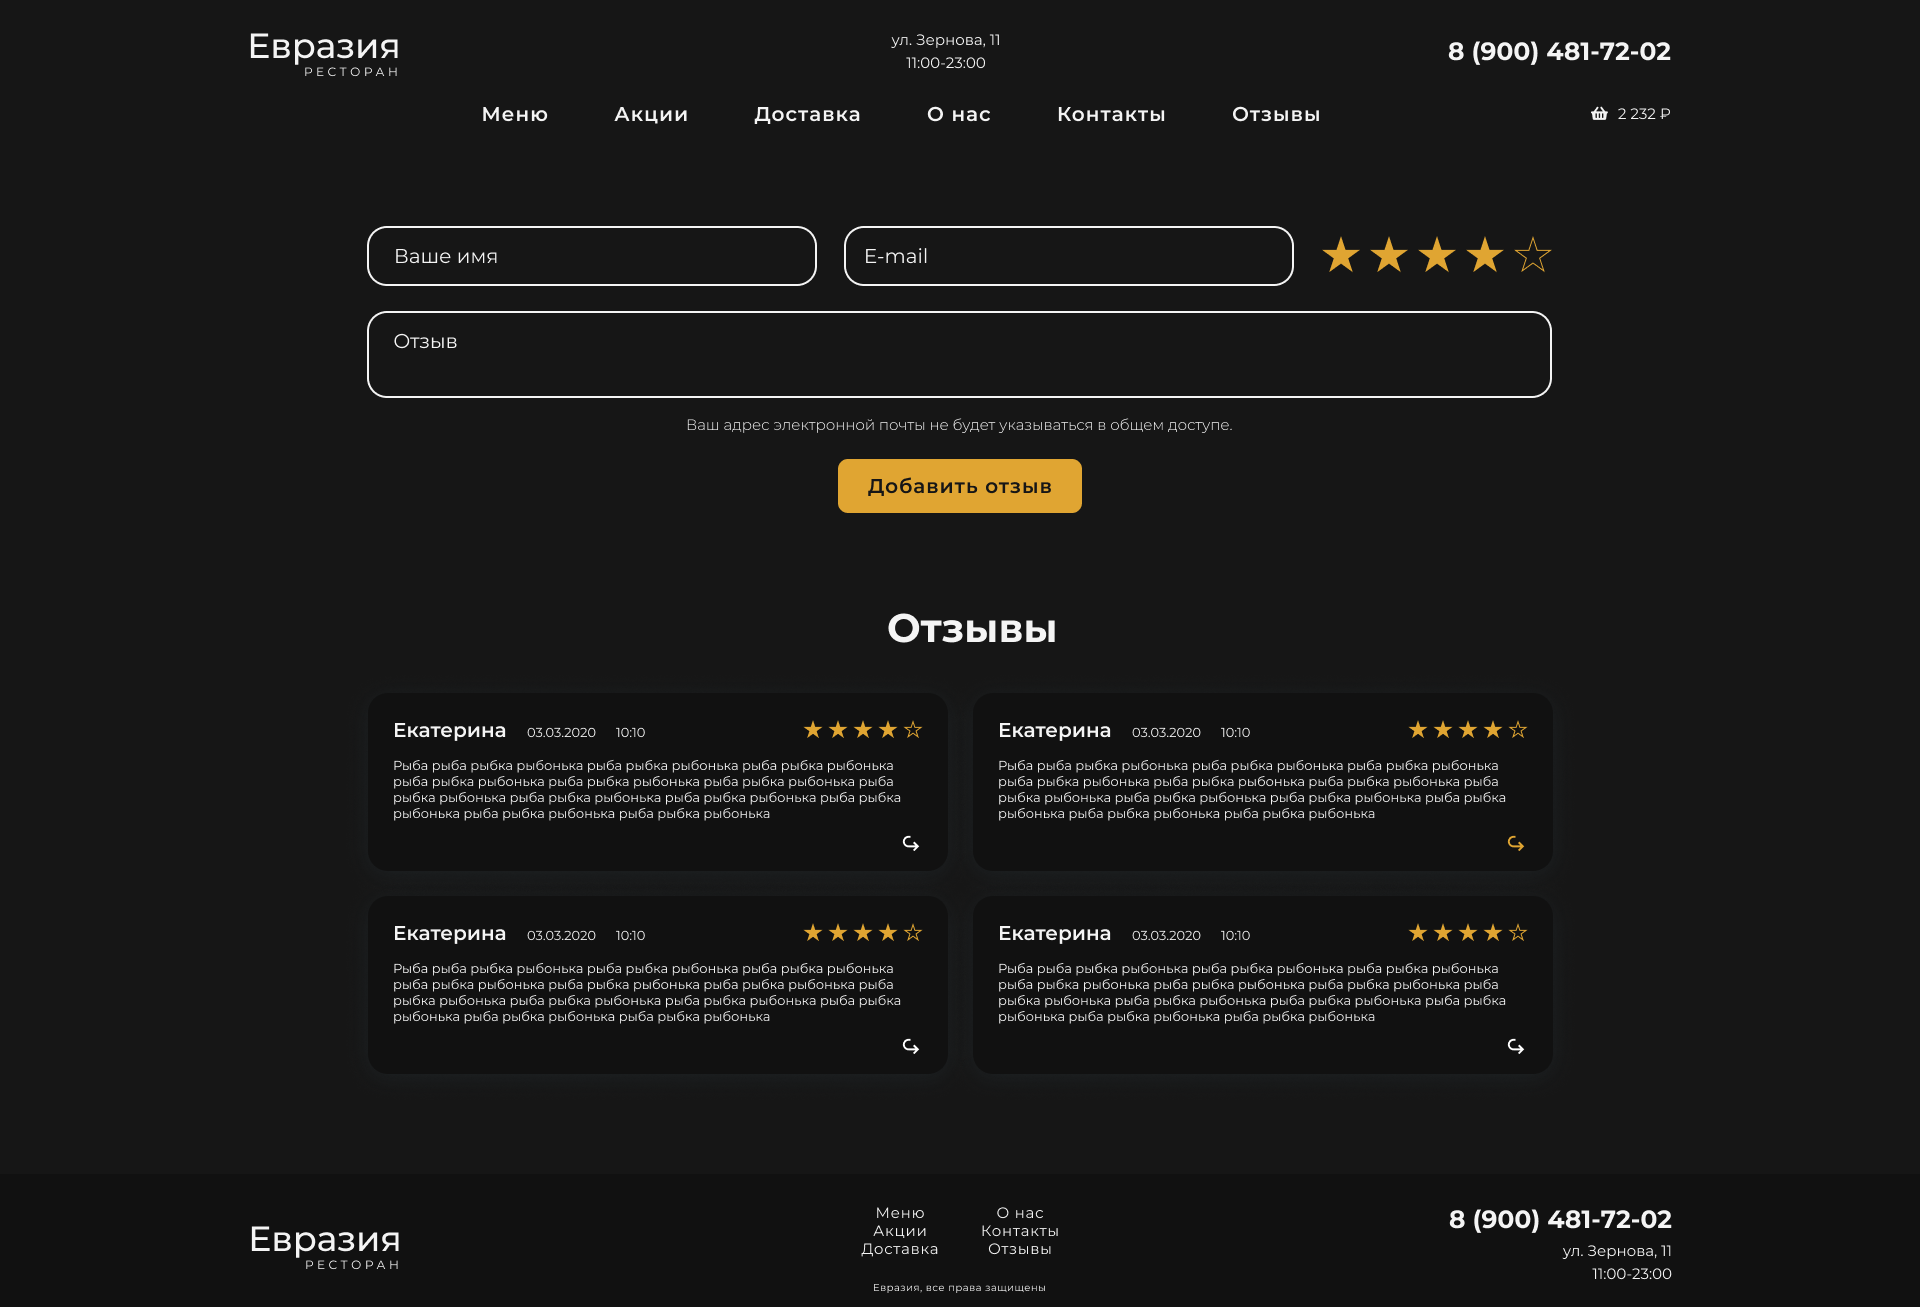 Евразия
РЕСТОРАН
ул. Зернова, 11
11:00-23:00
8 (900) 481-72-02
Меню Акции Доставка О нас Контакты Отзывы
2 232 ₽
Ваше имя
E-mail
Отзыв
Ваш адрес электронной почты не будет указываться в общем доступе.
Добавить отзыв
Отзывы
Екатерина 03.03.2020 10:10
Рыба рыба рыбка рыбонька рыба рыбка рыбонька рыба рыбка рыбонька
рыба рыбка рыбонька рыба рыбка рыбонька рыба рыбка рыбонька рыба
рыбка рыбонька рыба рыбка рыбонька рыба рыбка рыбонька рыба рыбка
рыбонька рыба рыбка рыбонька рыба рыбка рыбонька
Екатерина 03.03.2020 10:10
Рыба рыба рыбка рыбонька рыба рыбка рыбонька рыба рыбка рыбонька
рыба рыбка рыбонька рыба рыбка рыбонька рыба рыбка рыбонька рыба
рыбка рыбонька рыба рыбка рыбонька рыба рыбка рыбонька рыба рыбка
рыбонька рыба рыбка рыбонька рыба рыбка рыбонька
Екатерина 03.03.2020 10:10
Рыба рыба рыбка рыбонька рыба рыбка рыбонька рыба рыбка рыбонька
рыба рыбка рыбонька рыба рыбка рыбонька рыба рыбка рыбонька рыба
рыбка рыбонька рыба рыбка рыбонька рыба рыбка рыбонька рыба рыбка
рыбонька рыба рыбка рыбонька рыба рыбка рыбонька
Екатерина 03.03.2020 10:10
Рыба рыба рыбка рыбонька рыба рыбка рыбонька рыба рыбка рыбонька
рыба рыбка рыбонька рыба рыбка рыбонька рыба рыбка рыбонька рыба
рыбка рыбонька рыба рыбка рыбонька рыба рыбка рыбонька рыба рыбка
рыбонька рыба рыбка рыбонька рыба рыбка рыбонька
Евразия
РЕСТОРАН
Меню
Акции
Доставка
О нас
Контакты
Отзывы
Евразия, все права защищены
8 (900) 481-72-02
ул. Зернова, 11
11:00-23:00